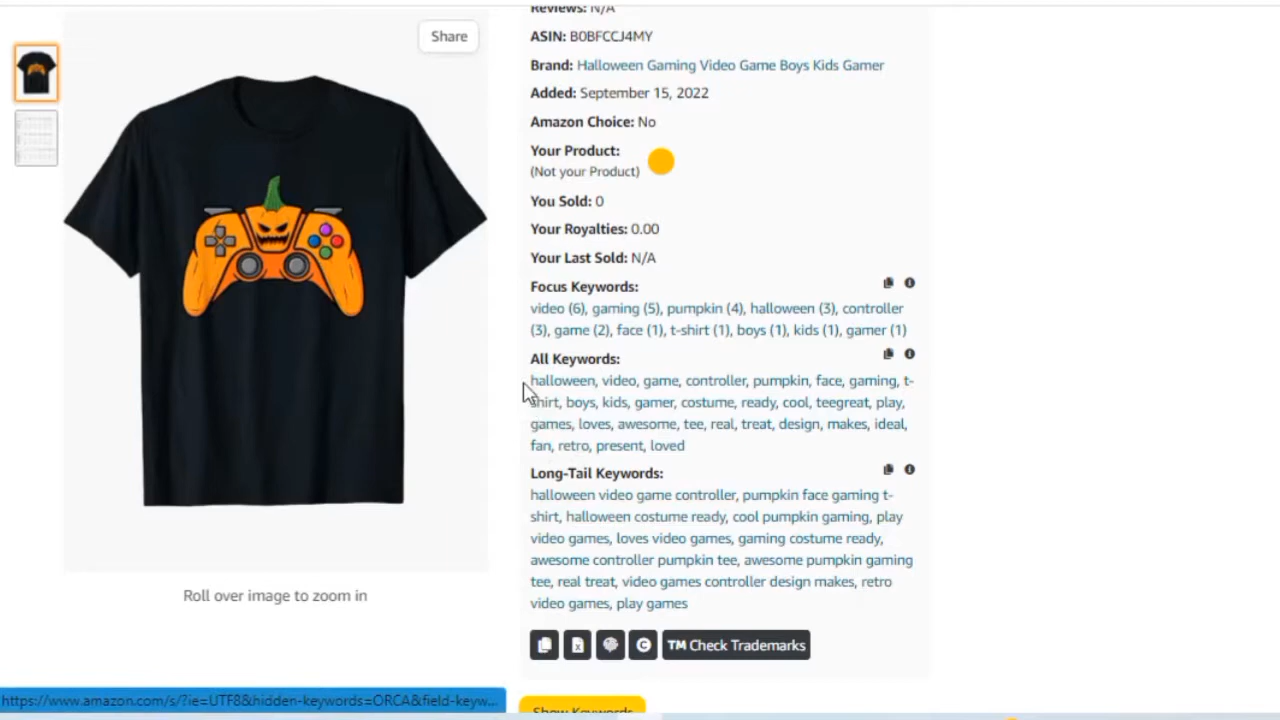 Reviews: N/A
Share
ASIN: B0BFCCJ4MY
Brand: Halloween Gaming Video Game Boys Kids Gamer
Added: September 15, 2022
Amazon Choice: No
Your Product:
(Not your Product)
You Sold: 0
Your Royalties: 0.00
Your Last Sold: N/A
Focus Keywords:
video (6), gaming (5), pumpkin (4), halloween (3), controller
(3), game (2), face (1), t-shirt (1), boys (1), kids (1), gamer (1)
All Keywords:
halloween, video, game, controller, pumpkin, face, gaming, t-
shirt, boys, kids, gamer, costume, ready, cool, teegreat, play,
games, loves, awesome, tee, real, treat, design, makes, ideal,
fan, retro, present, loved
Long-Tail Keywords:
halloween video game controller, pumpkin face gaming t-
shirt, halloween costume ready, cool pumpkin gaming, play
video games, loves video games, gaming costume ready,
awesome controller pumpkin tee, awesome pumpkin gaming
tee, real treat, video games controller design makes, retro
video games, play games
Roll over image to zoom in
TM Check Trademarks
https://www.amazon.com/s/?ie=UTF8&hidden-keywords=ORCA&field-keyw...
Show Keywords